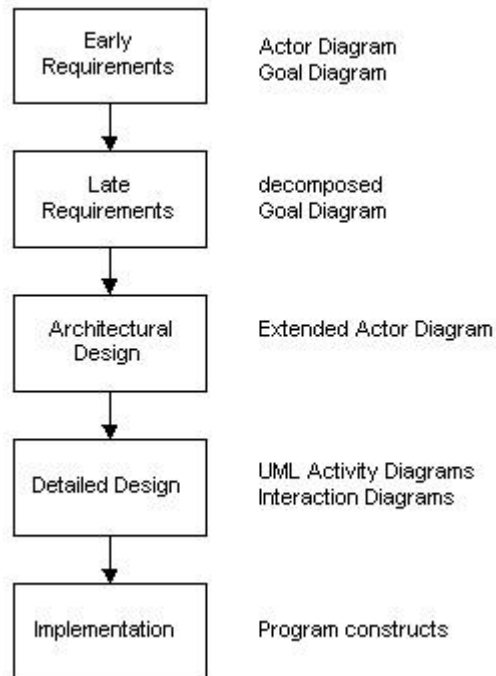 Early
Requirements
Actor Diagram
Goal Diagram
Late
Requirements
decomposed
Goal Diagram
Architectural
Design
Extended Actor Diagram
Detailed Design
UML Activity Diagrams
Interaction Diagrams
Implementation
Program constructs